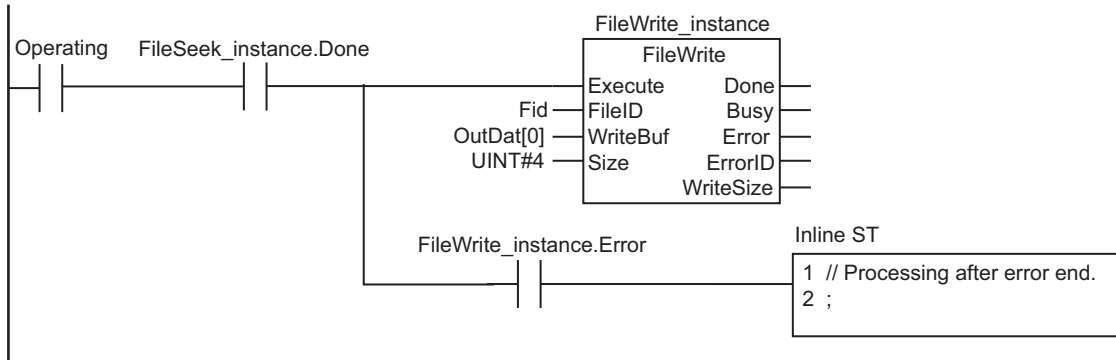 FileWrite_instance
Operating FileSeek_instance.Done FileWrite
Execute Done
Fid FileID Busy
OutDat[0] WriteBuf Error
UINT#4 Size ErrorID
WriteSize
FileWrite_instance.Error Inline ST
1 // Processing after error end.
2 ;